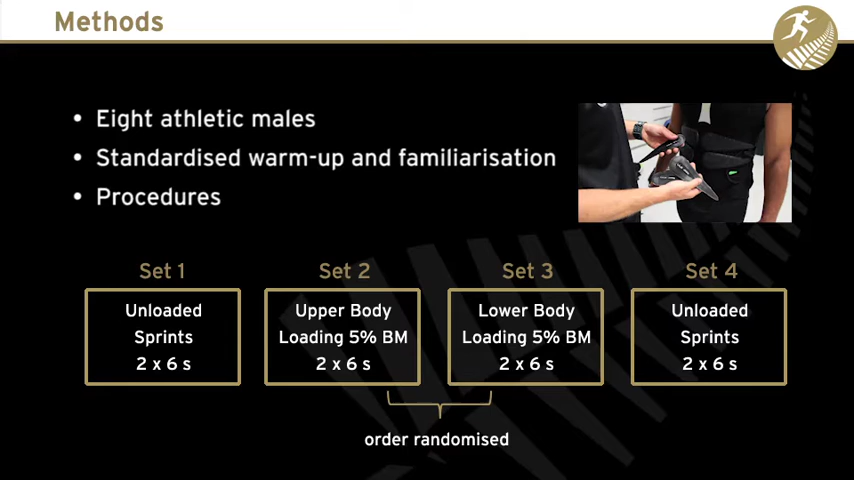 Methods
• Eight athletic males
• Standardised warm-up and familiarisation
• Procedures
Set 1
Unloaded
Sprints
2 x 6 s
Set 2
Upper Body
Loading 5% BM
2 x 6 s
Set 3
Lower Body
Loading 5% BM
2 x 6 s
Set 4
Unloaded
Sprints
2 x 6 s
order randomised